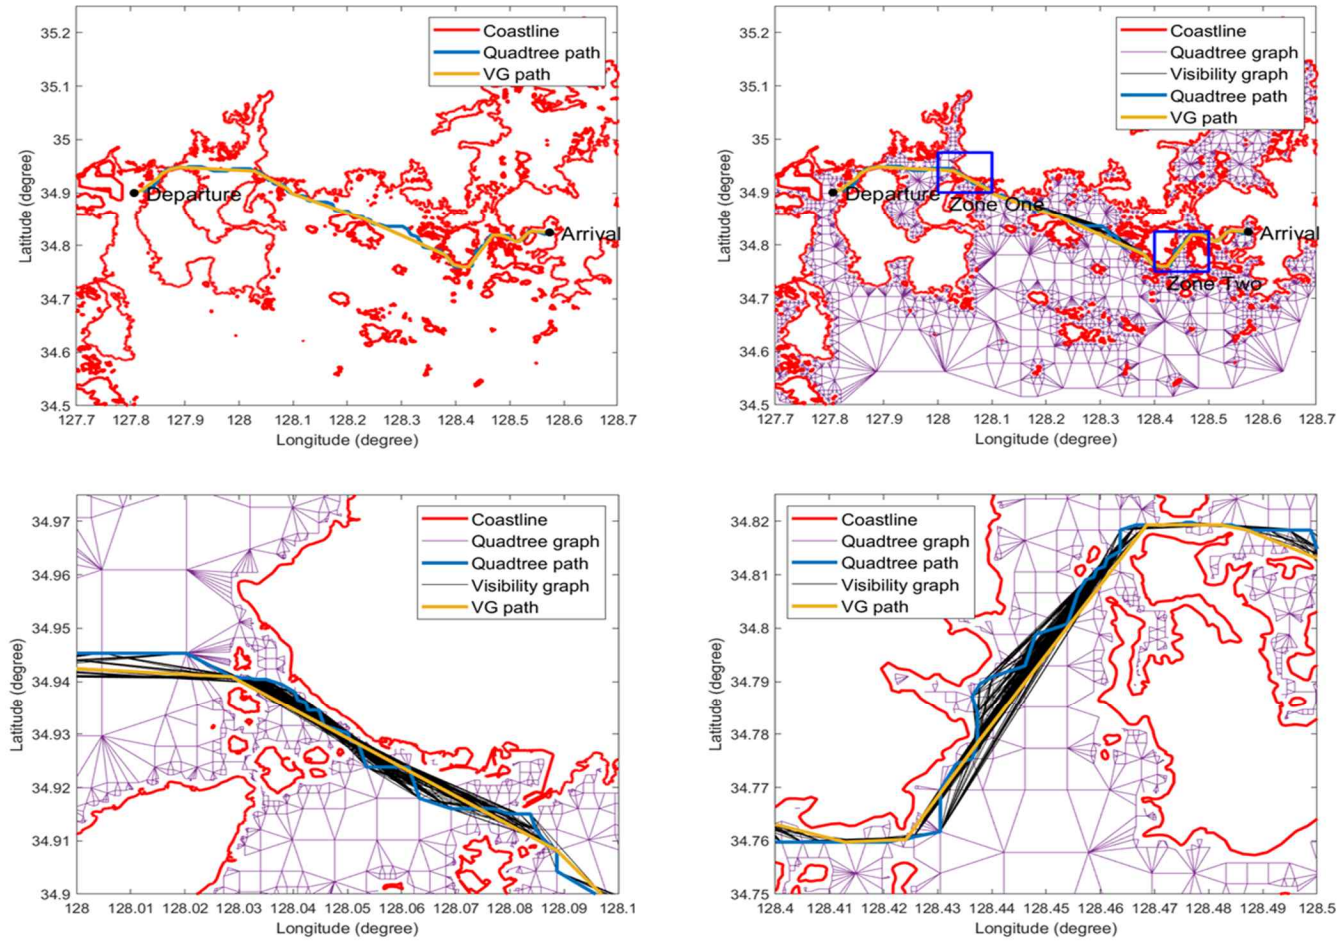 35.2
35.1
35
34.9
34.8
34.7
34.6
34.5
Latitude (degree)
Coastline
Quadtree path
VG path
Departure
Arrival
127.7 127.8 127.9 128 128.1 128.2 128.3 128.4 128.5 128.6 128.7
Longitude (degree)
35.2
35.1
35
34.9
34.8
34.7
34.6
34.5
Latitude (degree)
Coastline
Quadtree graph
Visibility graph
Quadtree path
VG path
Departure
Zone One
Arrival
Zone Two
127.7 127.8 127.9 128 128.1 128.2 128.3 128.4 128.5 128.6 128.7
Longitude (degree)
34.97
34.96
34.95
34.94
34.93
34.92
34.91
34.9
Latitude (degree)
Coastline
Quadtree graph
Quadtree path
Visibility graph
VG path
128 128.01 128.02 128.03 128.04 128.05 128.06 128.07 128.08 128.09 128.1
Longitude (degree)
34.82
34.81
34.8
34.79
34.78
34.77
34.76
34.75
Latitude (degree)
Coastline
Quadtree graph
Quadtree path
Visibility graph
VG path
128.4 128.41 128.42 128.43 128.44 128.45 128.46 128.47 128.48 128.49 128.5
Longitude (degree)